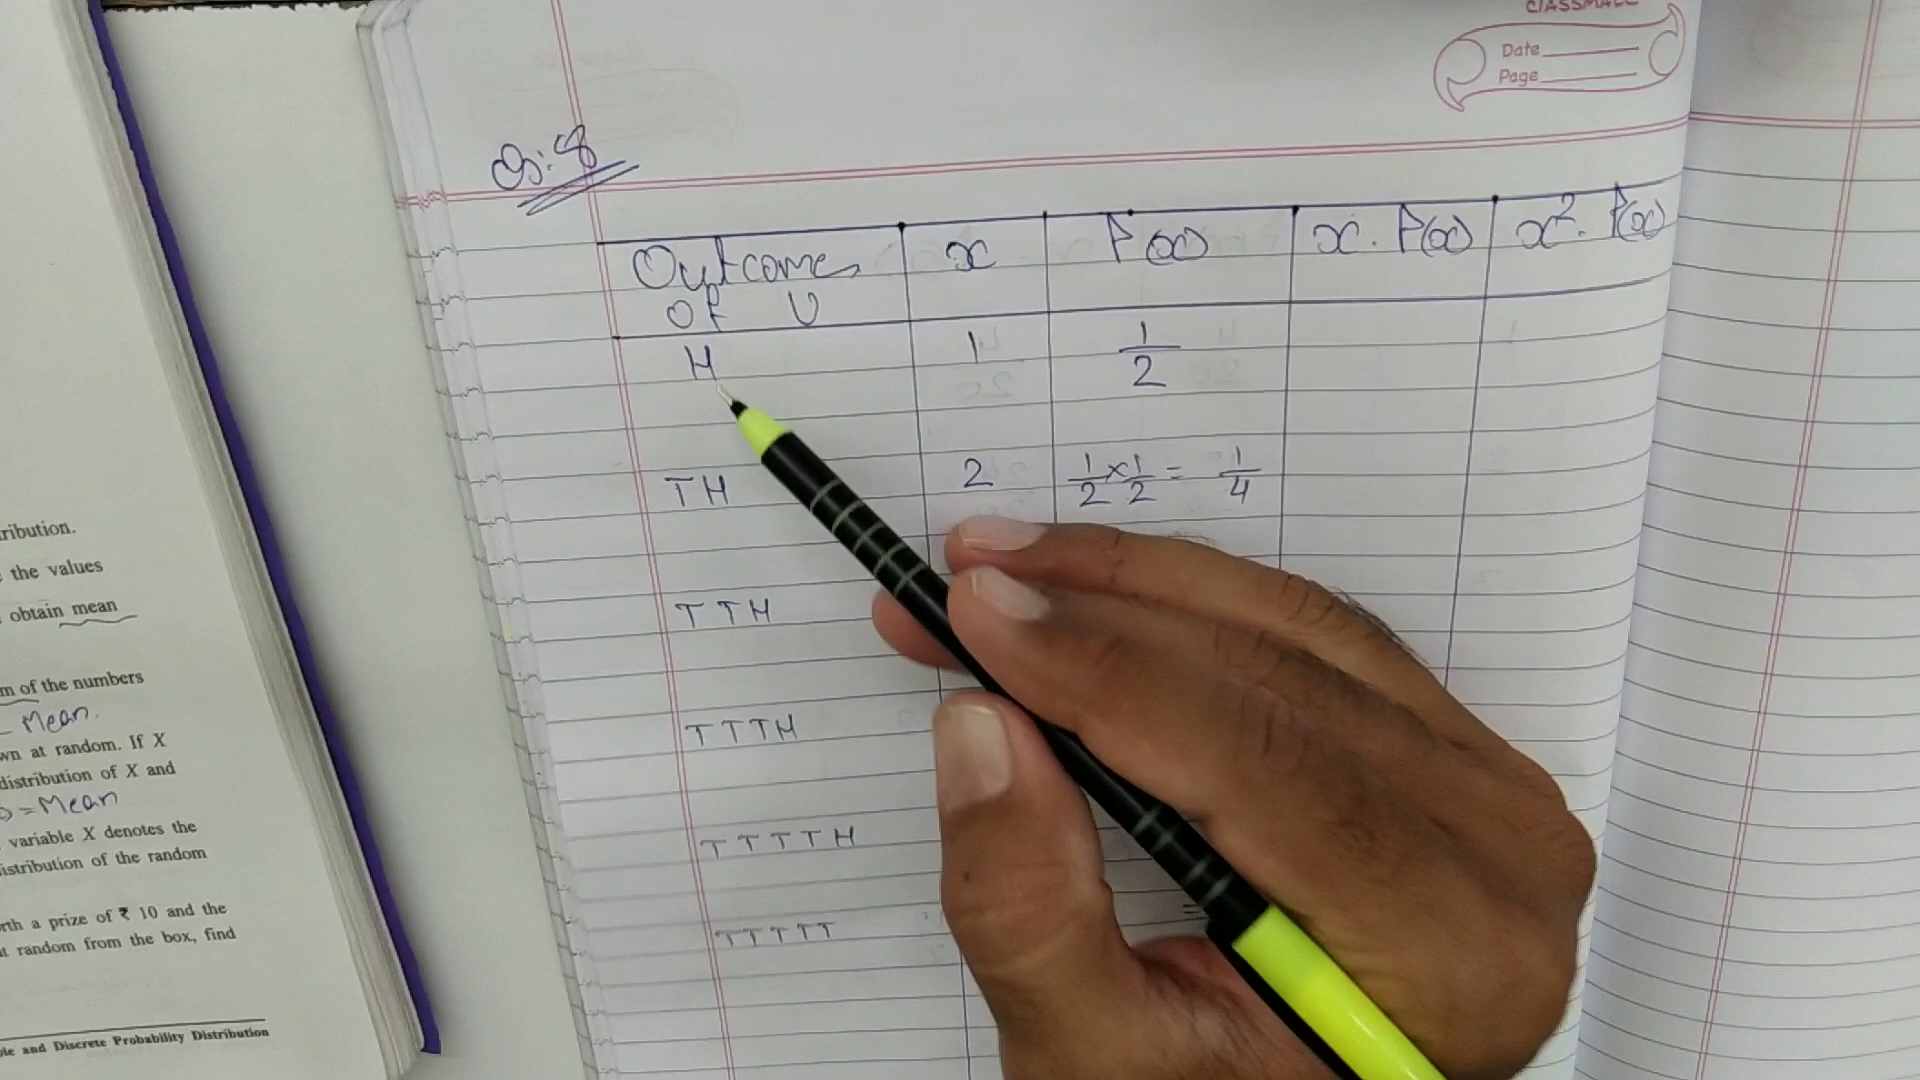 CLASSMATE
Date
Page
Qs: 8
Outcomes of U
x
P(x)
x. P(x)
x². P(x)
H
1
1/2
TH
2
1/2 × 1/2 = 1/4
TTH
TTTH
TTTTH
TTTTT
=
ribution.
the values
obtain mean
m of the numbers
Mean.
wn at random. If X
distribution of X and
= Mean
variable X denotes the
istribution of the random
rth a prize of ₹ 10 and the
at random from the box, find
ble and Discrete Probability Distribution